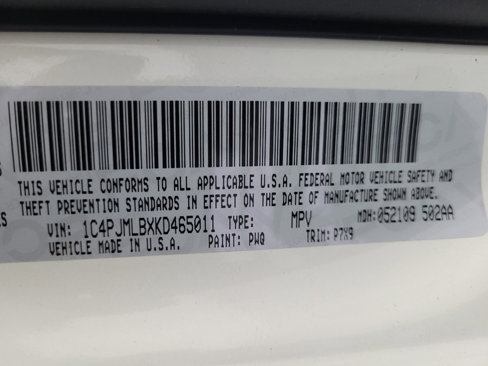 THIS VEHICLE CONFORMS TO ALL APPLICABLE U.S.A. FEDERAL MOTOR VEHICLE SAFETY AND
THEFT PREVENTION STANDARDS IN EFFECT ON THE DATE OF MANUFACTURE SHOWN ABOVE.
VIN: 1C4PJMLBXKD465011 TYPE: MPV MDH:052109 502AA
VEHICLE MADE IN U.S.A. PAINT: PWQ TRIM: P7X9